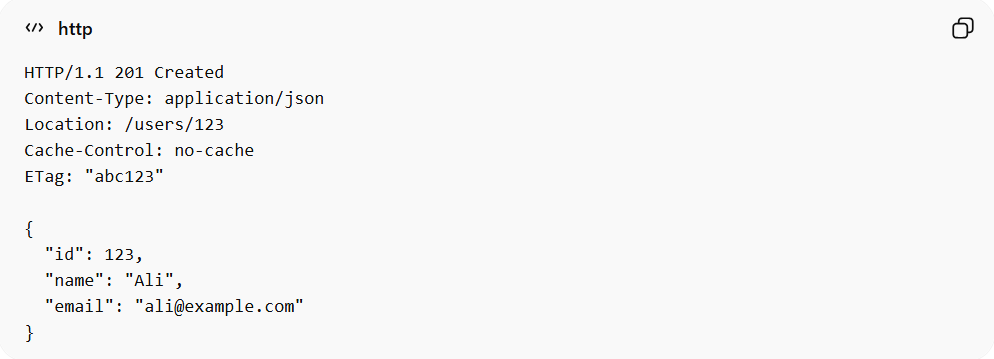 http
HTTP/1.1 201 Created
Content-Type: application/json
Location: /users/123
Cache-Control: no-cache
ETag: "abc123"

{
  "id": 123,
  "name": "Ali",
  "email": "ali@example.com"
}